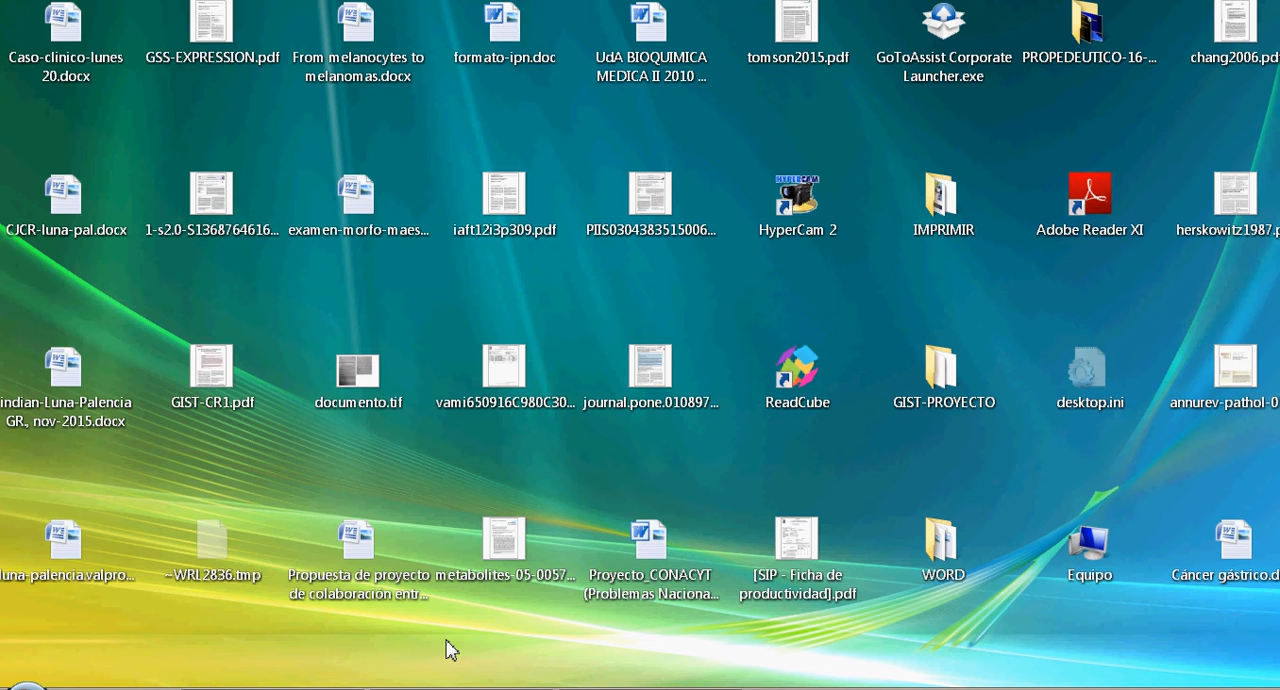 Caso-clinico-lunes
20.docx
GSS-EXPRESSION.pdf
From melanocytes to
melanomas.docx
formato-ipn.doc
UdA BIOQUIMICA
MEDICA II 2010 ...
tomson2015.pdf
GoToAssist Corporate
Launcher.exe
PROPEDEUTICO-16-...
chang2006.pd
CJCR-luna-pal.docx
1-s2.0-S1368764616...
examen-morfo-maes...
iaft12i3p309.pdf
PIIS0304383515006...
HYPERCAM
HyperCam 2
IMPRIMIR
Adobe Reader XI
herskowitz1987.p
indian-Luna-Palencia
GR., nov-2015.docx
GIST-CR1.pdf
documento.tif
vami650916C980C30...
journal.pone.010897...
ReadCube
GIST-PROYECTO
desktop.ini
annurev-pathol-0
luna-palencia.valpro...
~WRL2836.tmp
Propuesta de proyecto
de colaboración entr...
metabolites-05-0057...
Proyecto_CONACYT
(Problemas Naciona...
[SIP - Ficha de
productividad].pdf
WORD
Equipo
Cáncer gástrico.d